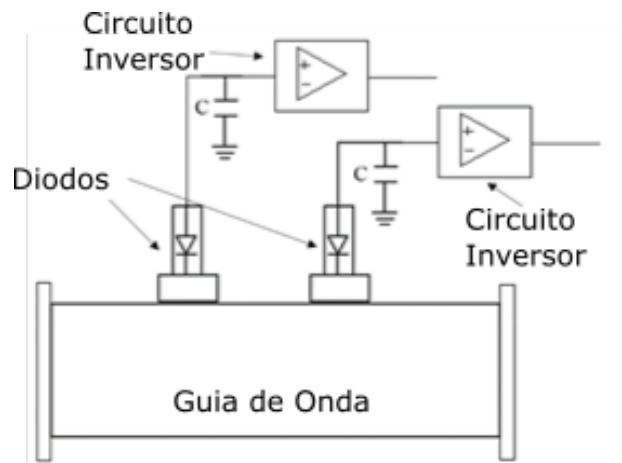 Circuito
Inversor
C
+
−
C
+
−
Diodos
Circuito
Inversor
Guia de Onda